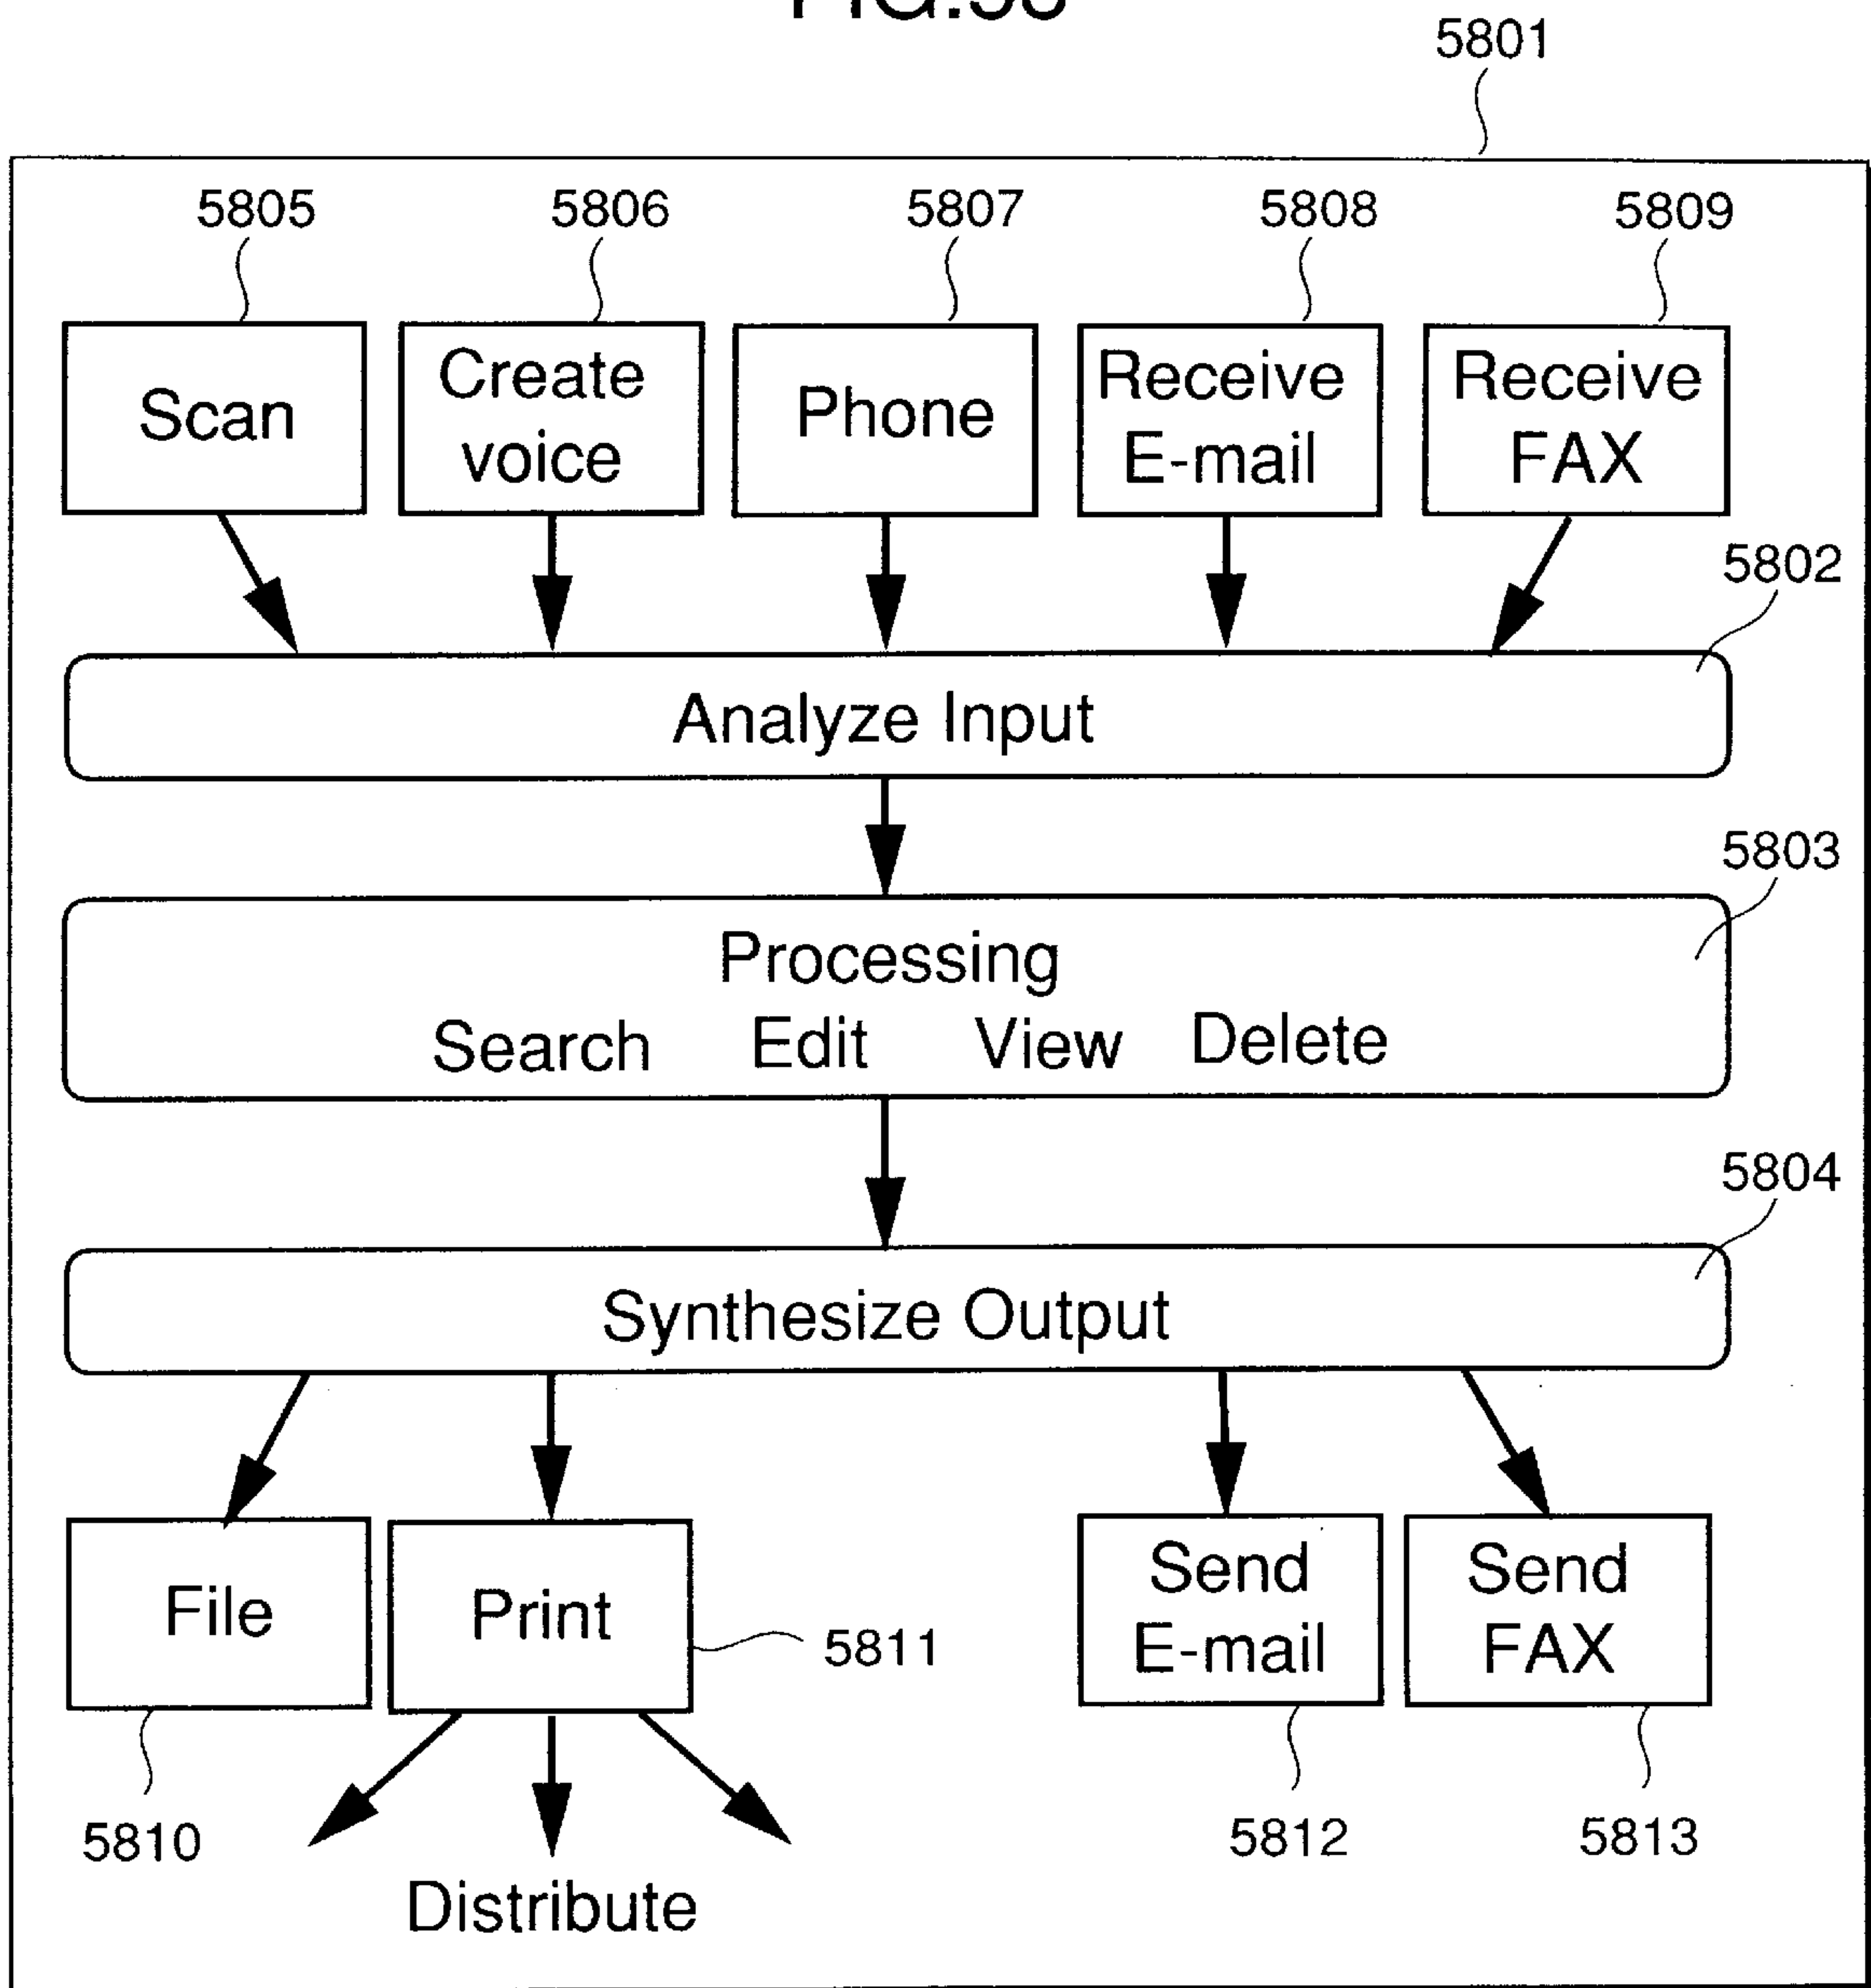 5801
5805 5806 5807 5808 5809
Scan
Create
voice
Phone
Receive
E-mail
Receive
FAX
5802
Analyze Input
5803
Processing
Search Edit View Delete
5804
Synthesize Output
File
Print
5811
Send
E-mail
Send
FAX
5810
5812
5813
Distribute